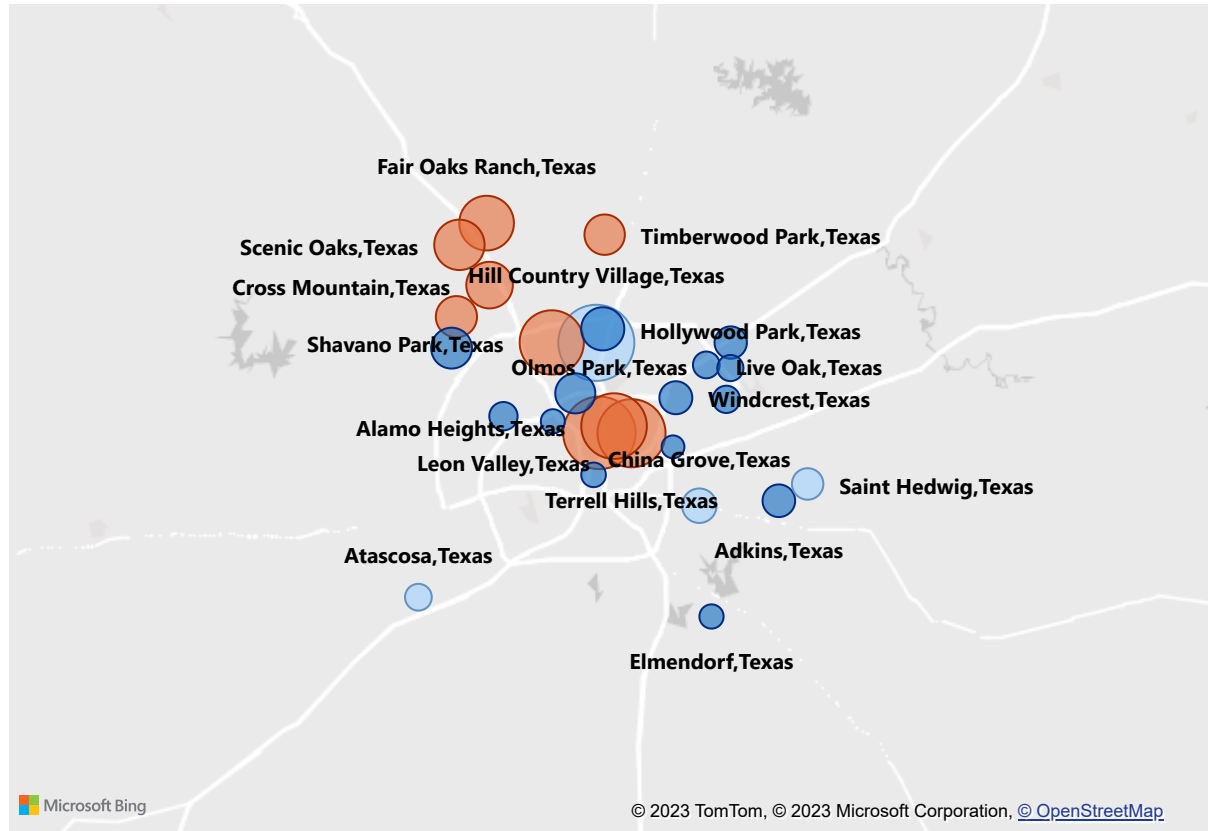 Fair Oaks Ranch,Texas
Timberwood Park,Texas
Scenic Oaks,Texas
Hill Country Village,Texas
Cross Mountain,Texas
Hollywood Park,Texas
Shavano Park,Texas
Olmos Park,Texas
Live Oak,Texas
Windcrest,Texas
Alamo Heights,Texas
China Grove,Texas
Leon Valley,Texas
Saint Hedwig,Texas
Terrell Hills,Texas
Adkins,Texas
Atascosa,Texas
Elmendorf,Texas
Microsoft Bing
© 2023 TomTom, © 2023 Microsoft Corporation, © OpenStreetMap